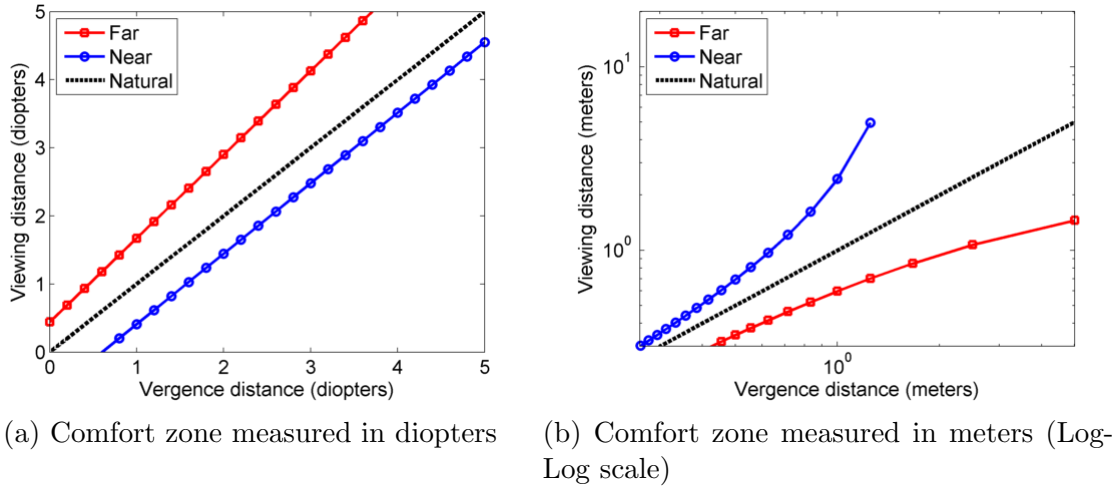 5
4
3
2
1
0
0 1 2 3 4 5
Viewing distance (diopters)
Vergence distance (diopters)
Far
Near
Natural
(a) Comfort zone measured in diopters
10¹
10⁰
10⁰
Viewing distance (meters)
Vergence distance (meters)
Far
Near
Natural
(b) Comfort zone measured in meters (Log-
Log scale)